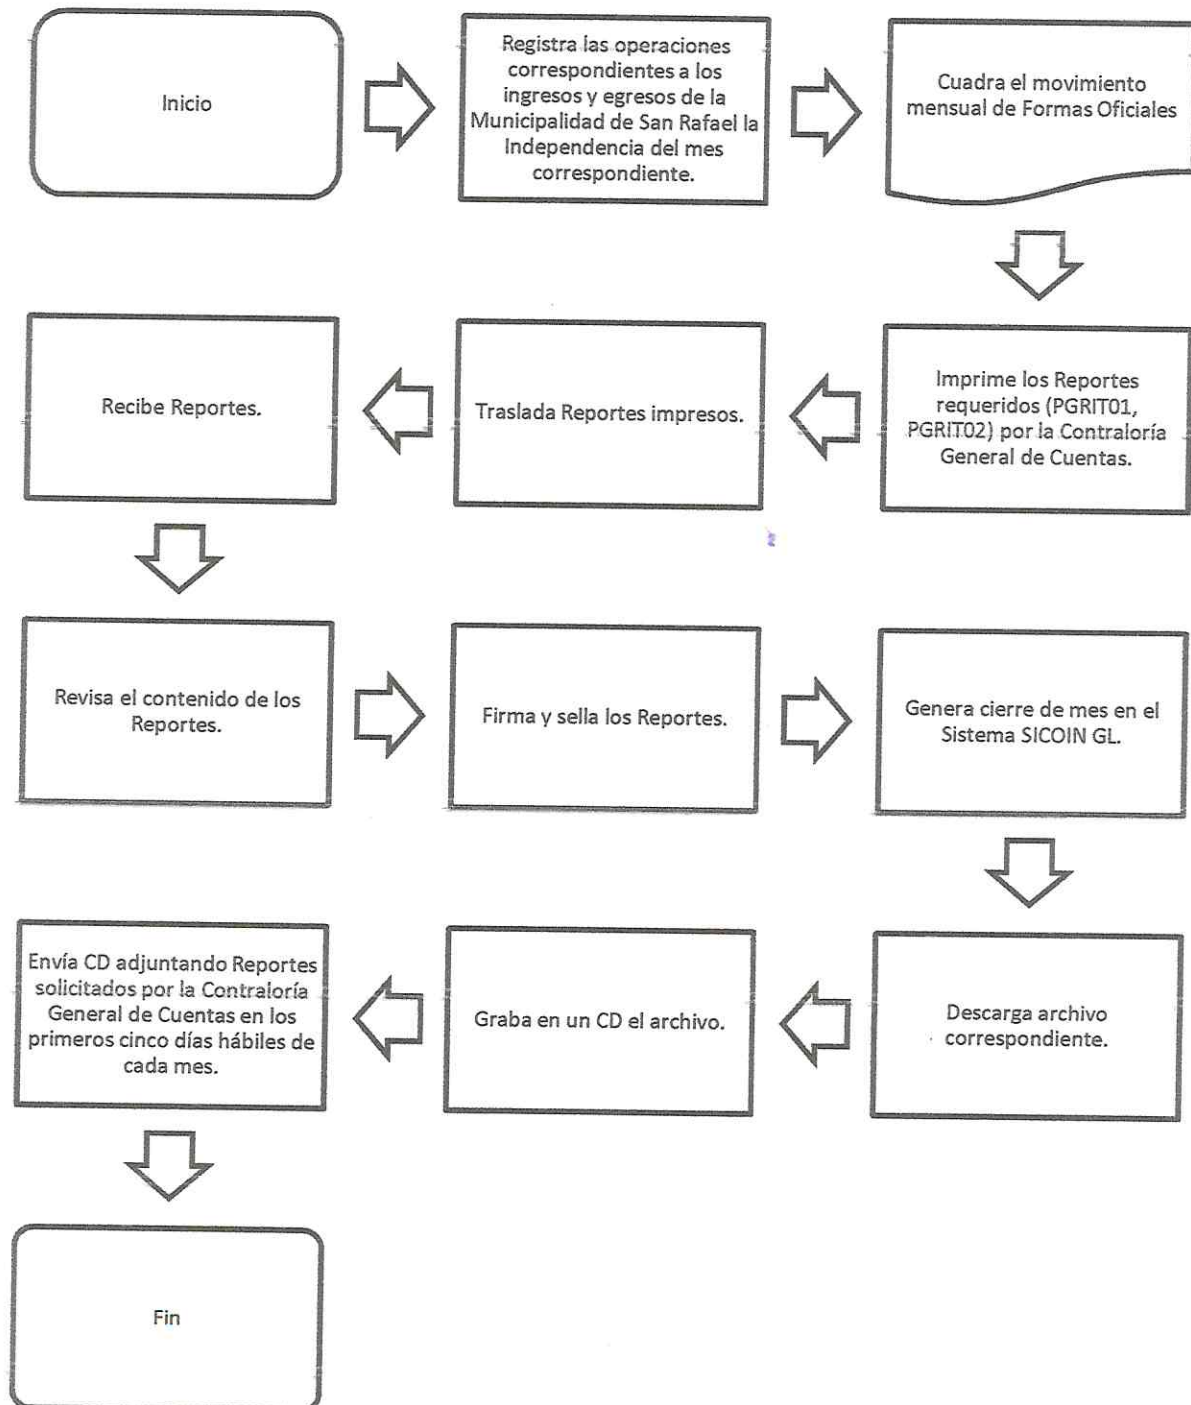 Inicio
Registra las operaciones
correspondientes a los
ingresos y egresos de la
Municipalidad de San Rafael la
Independencia del mes
correspondiente.
Cuadra el movimiento
mensual de Formas Oficiales
Imprime los Reportes
requeridos (PGRIT01,
PGRIT02) por la Contraloría
General de Cuentas.
Traslada Reportes impresos.
Recibe Reportes.
Revisa el contenido de los
Reportes.
Firma y sella los Reportes.
Genera cierre de mes en el
Sistema SICOIN GL.
Descarga archivo
correspondiente.
Graba en un CD el archivo.
Envía CD adjuntando Reportes
solicitados por la Contraloría
General de Cuentas en los
primeros cinco días hábiles de
cada mes.
Fin